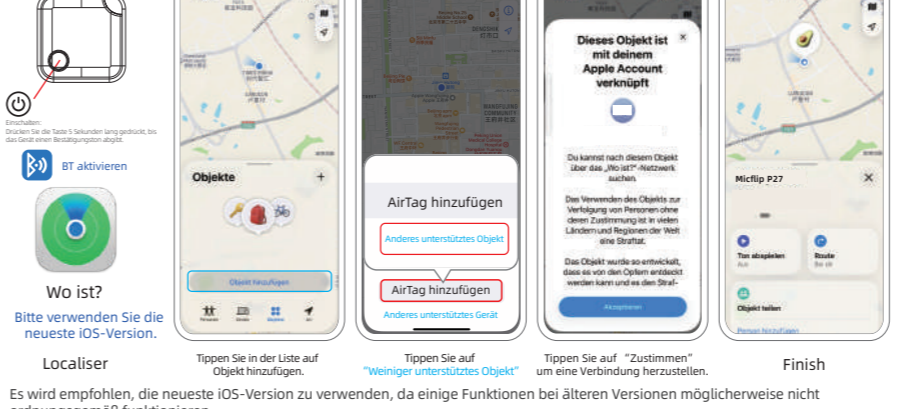 Einschalten:
Drücken Sie die Taste 5 Sekunden lang gedrückt, bis
das Gerät einen Bestätigungston abgibt.
BT aktivieren
Wo ist?
Bitte verwenden Sie die
neueste iOS-Version.
Localiser
Objekte
+
Objekt hinzufügen
Personen
Geräte
Objekte
Ich
Tippen Sie in der Liste auf
Objekt hinzufügen.
AirTag hinzufügen
Anderes unterstütztes Objekt
AirTag hinzufügen
Anderes unterstütztes Gerät
Tippen Sie auf
“Weiniger unterstütztes Objekt”
Dieses Objekt ist
mit deinem
Apple Account
verknüpft
Du kannst nach diesem Objekt
über das „Wo ist?“-Netzwerk
suchen.
Das Verwenden des Objekts zur
Verfolgung von Personen ohne
deren Zustimmung ist in vielen
Ländern und Regionen der Welt
eine Straftat.
Das Objekt wurde so entwickelt,
dass es von den Opfern entdeckt
werden kann und es den Straf-
Akzeptieren
Tippen Sie auf “Zustimmen”
um eine Verbindung herzustellen.
Micflip P27
Ton abspielen
Aus
Route
Objekt teilen
Person hinzufügen
Finish
Es wird empfohlen, die neueste iOS-Version zu verwenden, da einige Funktionen bei älteren Versionen möglicherweise nicht
ordnungsgemäß funktionieren